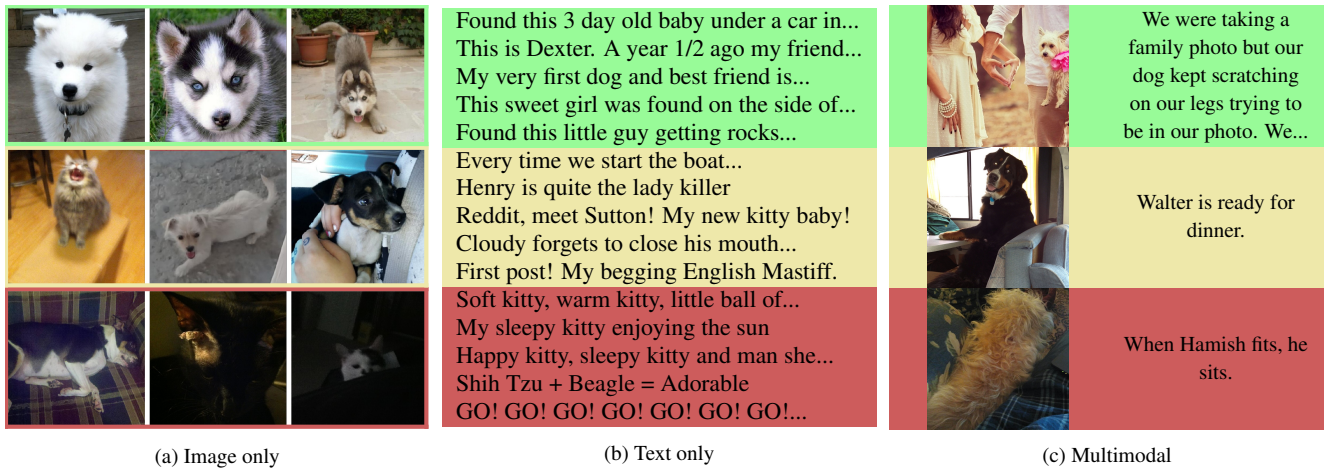 Found this 3 day old baby under a car in...
This is Dexter. A year 1/2 ago my friend...
My very first dog and best friend is...
This sweet girl was found on the side of...
Found this little guy getting rocks...
Every time we start the boat...
Henry is quite the lady killer
Reddit, meet Sutton! My new kitty baby!
Cloudy forgets to close his mouth...
First post! My begging English Mastiff.
Soft kitty, warm kitty, little ball of...
My sleepy kitty enjoying the sun
Happy kitty, sleepy kitty and man she...
Shih Tzu + Beagle = Adorable
GO! GO! GO! GO! GO! GO! GO!...
We were taking a
family photo but our
dog kept scratching
on our legs trying to
be in our photo. We...
Walter is ready for
dinner.
When Hamish fits, he
sits.
(a) Image only
(b) Text only
(c) Multimodal